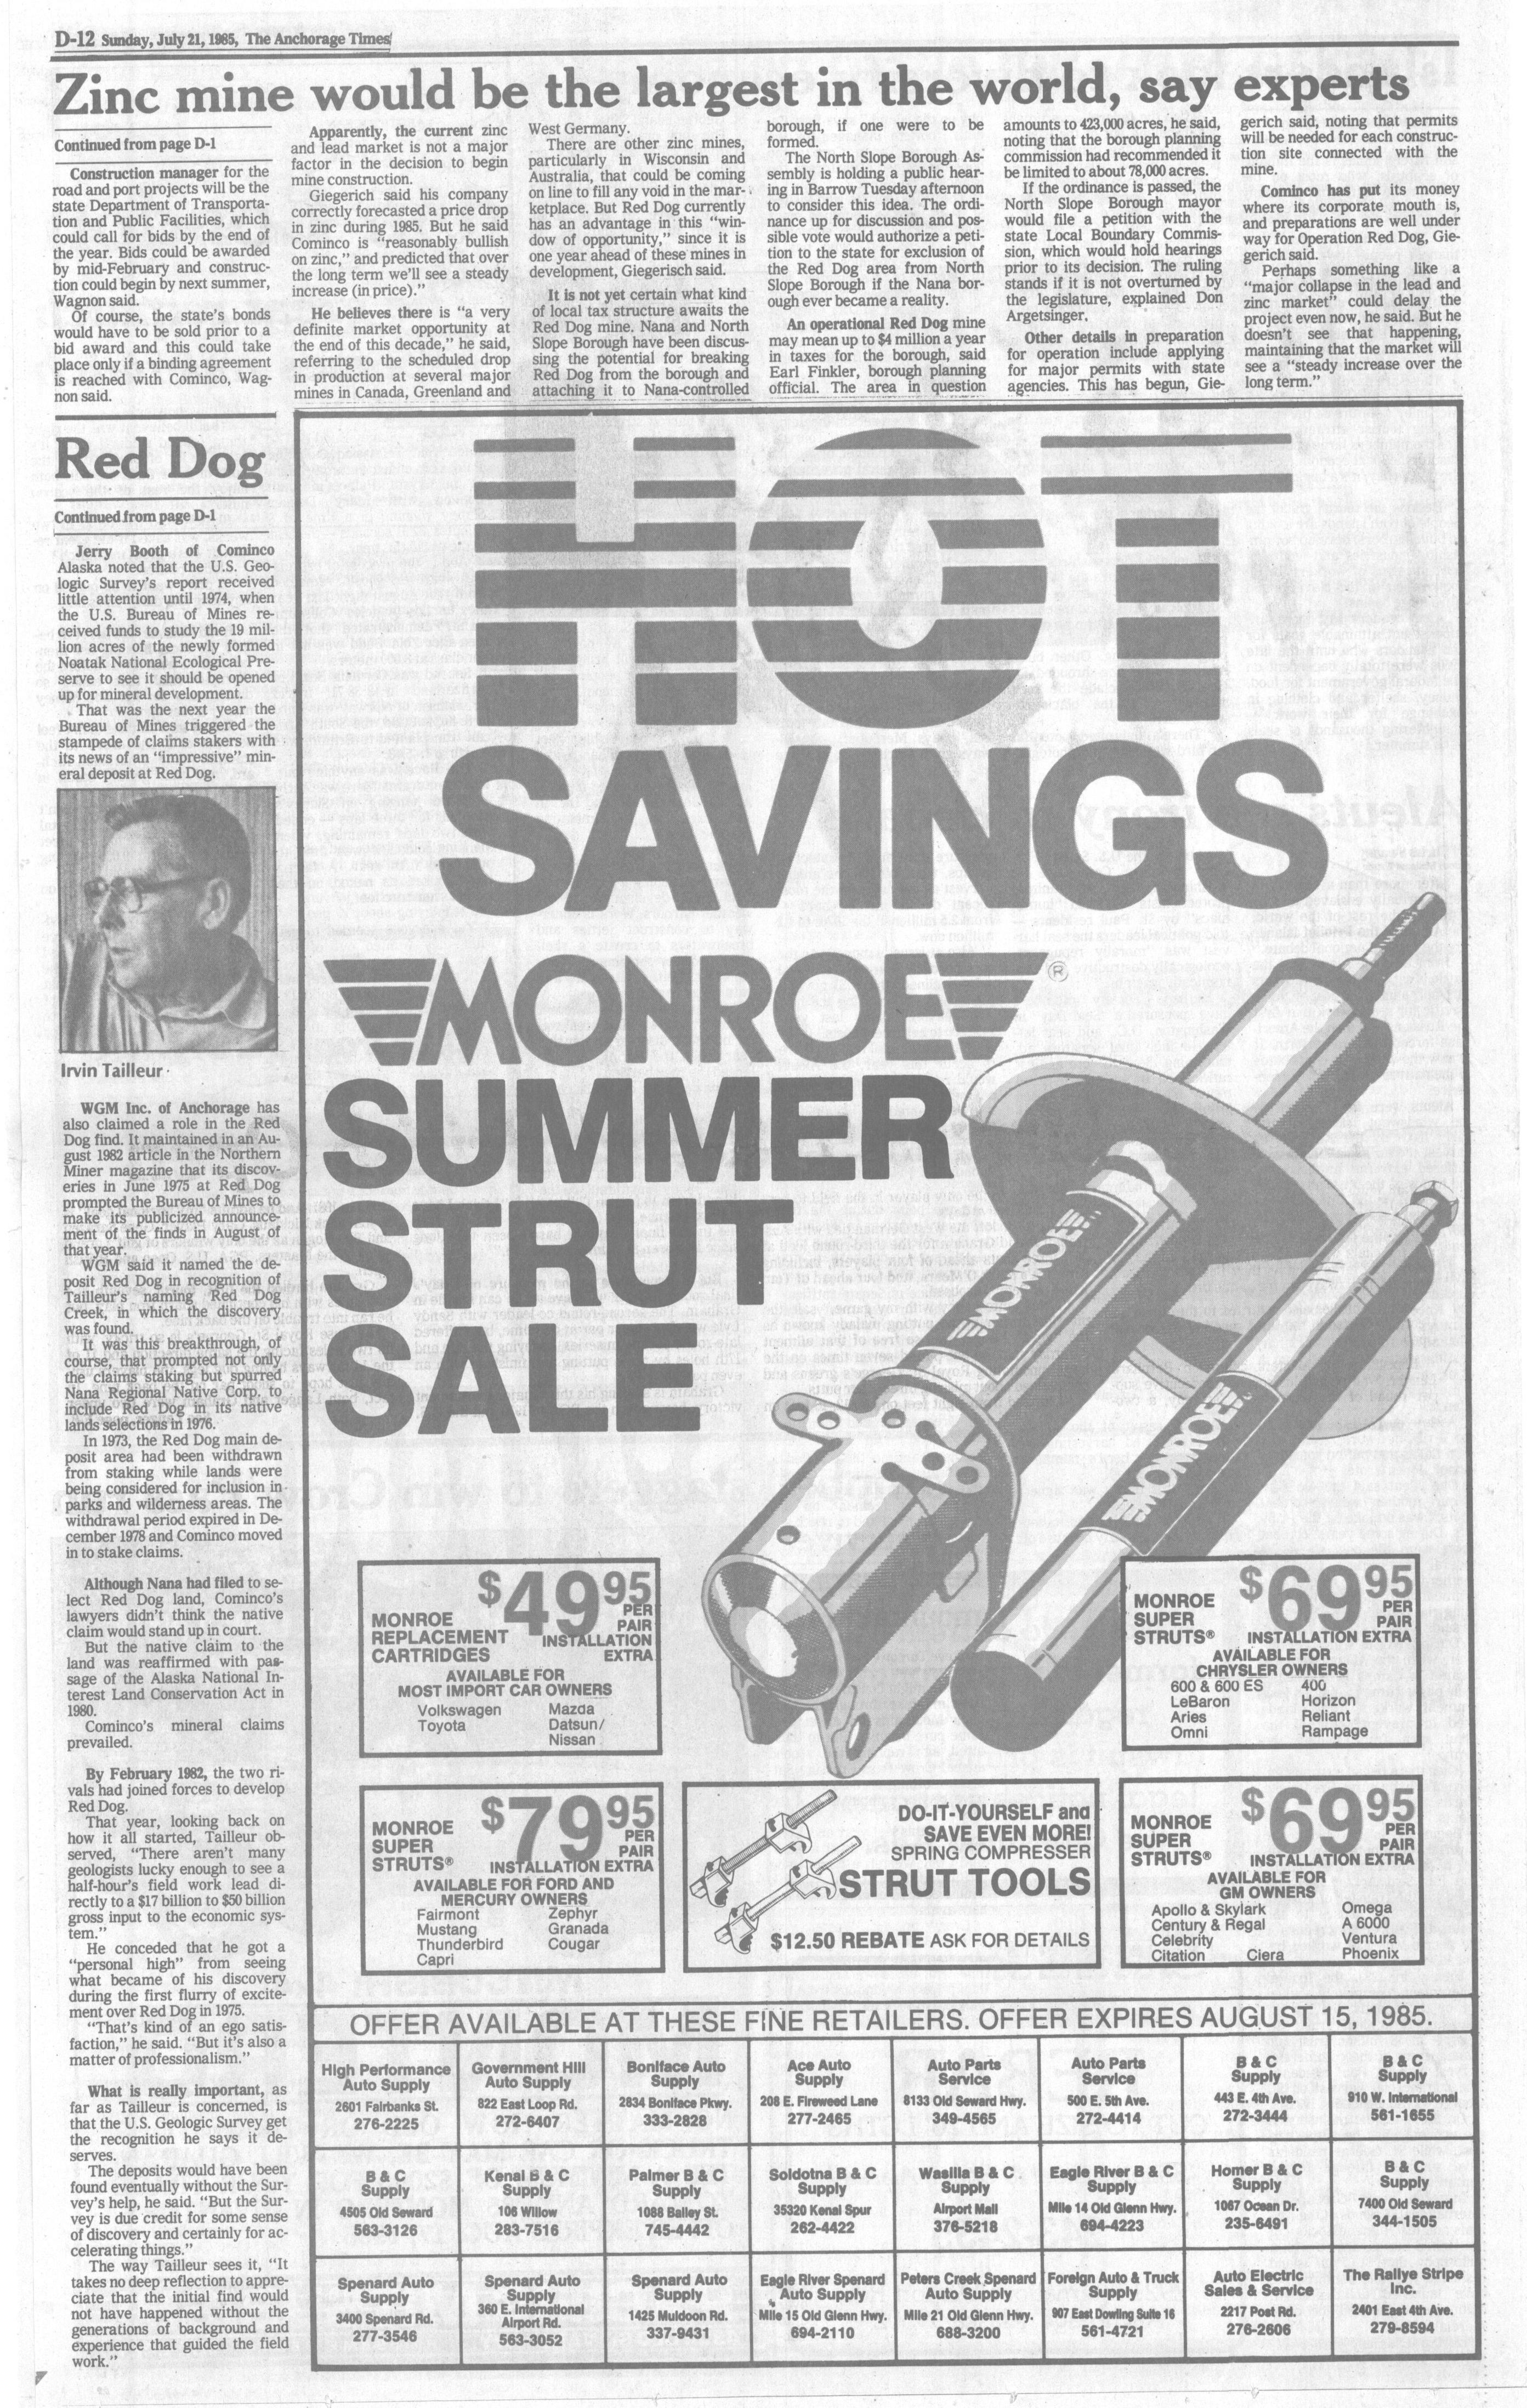 D-12 Sunday, July 21, 1985, The Anchorage Times
Zinc mine would be the largest in the world, say experts
Continued from page D-1
Construction manager for the
road and port projects will be the
state Department of Transporta-
tion and Public Facilities, which
could call for bids by the end of
the year. Bids could be awarded
by mid-February and construc-
tion could begin by next summer,
Wagnon said.
Of course, the state's bonds
would have to be sold prior to a
bid award and this could take
place only if a binding agreement
is reached with Cominco, Wag-
non said.
Apparently, the current zinc
and lead market is not a major
factor in the decision to begin
mine construction.
Giegerich said his company
correctly forecasted a price drop
in zinc during 1985. But he said
Cominco is "reasonably bullish
on zinc," and predicted that over
the long term we'll see a steady
increase (in price)."
He believes there is "a very
definite market opportunity at
the end of this decade," he said,
referring to the scheduled drop
in production at several major
mines in Canada, Greenland and
West Germany.
There are other zinc mines,
particularly in Wisconsin and
Australia, that could be coming
on line to fill any void in the mar-
ketplace. But Red Dog currently
has an advantage in this "win-
dow of opportunity," since it is
one year ahead of these mines in
development, Giegerisch said.
It is not yet certain what kind
of local tax structure awaits the
Red Dog mine. Nana and North
Slope Borough have been discus-
sing the potential for breaking
Red Dog from the borough and
attaching it to Nana-controlled
borough, if one were to be
formed.
The North Slope Borough As-
sembly is holding a public hear-
ing in Barrow Tuesday afternoon
to consider this idea. The ordi-
nance up for discussion and pos-
sible vote would authorize a peti-
tion to the state for exclusion of
the Red Dog area from North
Slope Borough if the Nana bor-
ough ever became a reality.
An operational Red Dog mine
may mean up to $4 million a year
in taxes for the borough, said
Earl Finkler, borough planning
official. The area in question
amounts to 423,000 acres, he said,
noting that the borough planning
commission had recommended it
be limited to about 78,000 acres.
If the ordinance is passed, the
North Slope Borough mayor
would file a petition with the
state Local Boundary Commis-
sion, which would hold hearings
prior to its decision. The ruling
stands if it is not overturned by
the legislature, explained Don
Argetsinger.
Other details in preparation
for operation include applying
for major permits with state
agencies. This has begun, Gie-
gerich said, noting that permits
will be needed for each construc-
tion site connected with the
mine.
Cominco has put its money
where its corporate mouth is,
and preparations are well under
way for Operation Red Dog, Gie-
gerich said.
Perhaps something like a
"major collapse in the lead and
zinc market" could delay the
project even now, he said. But he
doesn't see that happening,
maintaining that the market will
see a "steady increase over the
long term."
Red Dog
Continued from page D-1
Jerry Booth of Cominco
Alaska noted that the U.S. Geo-
logic Survey's report received
little attention until 1974, when
the U.S. Bureau of Mines re-
ceived funds to study the 19 mil-
lion acres of the newly formed
Noatak National Ecological Pre-
serve to see it should be opened
up for mineral development.
That was the next year the
Bureau of Mines triggered the
stampede of claims stakers with
its news of an "impressive" min-
eral deposit at Red Dog.
Irvin Tailleur
WGM Inc. of Anchorage has
also claimed a role in the Red
Dog find. It maintained in an Au-
gust 1982 article in the Northern
Miner magazine that its discov-
eries in June 1975 at Red Dog
prompted the Bureau of Mines to
make its publicized announce-
ment of the finds in August of
that year.
WGM said it named the de-
posit Red Dog in recognition of
Tailleur's naming Red Dog
Creek, in which the discovery
was found.
It was this breakthrough, of
course, that prompted not only
the claims staking but spurred
Nana Regional Native Corp. to
include Red Dog in its native
lands selections in 1976.
In 1973, the Red Dog main de-
posit area had been withdrawn
from staking while lands were
being considered for inclusion in
parks and wilderness areas. The
withdrawal period expired in De-
cember 1978 and Cominco moved
in to stake claims.
Although Nana had filed to se-
lect Red Dog land, Cominco's
lawyers didn't think the native
claim would stand up in court.
But the native claim to the
land was reaffirmed with pas-
sage of the Alaska National In-
terest Land Conservation Act in
1980.
Cominco's mineral claims
prevailed.
By February 1982, the two ri-
vals had joined forces to develop
Red Dog.
That year, looking back on
how it all started, Tailleur ob-
served, "There aren't many
geologists lucky enough to see a
half-hour's field work lead di-
rectly to a $17 billion to $50 billion
gross input to the economic sys-
tem."
He conceded that he got a
"personal high" from seeing
what became of his discovery
during the first flurry of excite-
ment over Red Dog in 1975.
"That's kind of an ego satis-
faction," he said. "But it's also a
matter of professionalism."
What is really important, as
far as Tailleur is concerned, is
that the U.S. Geologic Survey get
the recognition he says it de-
serves.
The deposits would have been
found eventually without the Sur-
vey's help, he said. "But the Sur-
vey is due credit for some sense
of discovery and certainly for ac-
celerating things."
The way Tailleur sees it, "It
takes no deep reflection to appre-
ciate that the initial find would
not have happened without the
generations of background and
experience that guided the field
work."
HOT
SAVINGS
MONROE®
SUMMER
STRUT
SALE
MONROE
MONROE
MONROE
REPLACEMENT
CARTRIDGES
$49 95
PER
PAIR
INSTALLATION
EXTRA
AVAILABLE FOR
MOST IMPORT CAR OWNERS
Volkswagen Mazda
Toyota Datsun/
Nissan
MONROE
SUPER
STRUTS®
$69 95
PER
PAIR
INSTALLATION EXTRA
AVAILABLE FOR
CHRYSLER OWNERS
600 & 600 ES 400
LeBaron Horizon
Aries Reliant
Omni Rampage
MONROE
SUPER
STRUTS®
$79 95
PER
PAIR
INSTALLATION EXTRA
AVAILABLE FOR FORD AND
MERCURY OWNERS
Fairmont Zephyr
Mustang Granada
Thunderbird Cougar
Capri
DO-IT-YOURSELF and
SAVE EVEN MORE!
SPRING COMPRESSER
STRUT TOOLS
$12.50 REBATE ASK FOR DETAILS
MONROE
SUPER
STRUTS®
$69 95
PER
PAIR
INSTALLATION EXTRA
AVAILABLE FOR
GM OWNERS
Apollo & Skylark Omega
Century & Regal A 6000
Celebrity Ventura
Citation Ciera Phoenix
OFFER AVAILABLE AT THESE FINE RETAILERS. OFFER EXPIRES AUGUST 15, 1985.
High Performance
Auto Supply
2601 Fairbanks St.
276-2225
Government Hill
Auto Supply
822 East Loop Rd.
272-6407
Boniface Auto
Supply
2834 Boniface Pkwy.
333-2828
Ace Auto
Supply
208 E. Fireweed Lane
277-2465
Auto Parts
Service
8133 Old Seward Hwy.
349-4565
Auto Parts
Service
500 E. 5th Ave.
272-4414
B & C
Supply
443 E. 4th Ave.
272-3444
B & C
Supply
910 W. International
561-1655
B & C
Supply
4505 Old Seward
563-3126
Kenai B & C
Supply
106 Willow
283-7516
Palmer B & C
Supply
1088 Bailey St.
745-4442
Soldotna B & C
Supply
35320 Kenai Spur
262-4422
Wasilla B & C
Supply
Airport Mall
376-5218
Eagle River B & C
Supply
Mile 14 Old Glenn Hwy.
694-4223
Homer B & C
Supply
1067 Ocean Dr.
235-6491
B & C
Supply
7400 Old Seward
344-1505
Spenard Auto
Supply
3400 Spenard Rd.
277-3546
Spenard Auto
Supply
360 E. International
Airport Rd.
563-3052
Spenard Auto
Supply
1425 Muldoon Rd.
337-9431
Eagle River Spenard
Auto Supply
Mile 15 Old Glenn Hwy.
694-2110
Peters Creek Spenard
Auto Supply
Mile 21 Old Glenn Hwy.
688-3200
Foreign Auto & Truck
Supply
907 East Dowling Suite 16
561-4721
Auto Electric
Sales & Service
2217 Post Rd.
276-2606
The Rallye Stripe
Inc.
2401 East 4th Ave.
279-8594